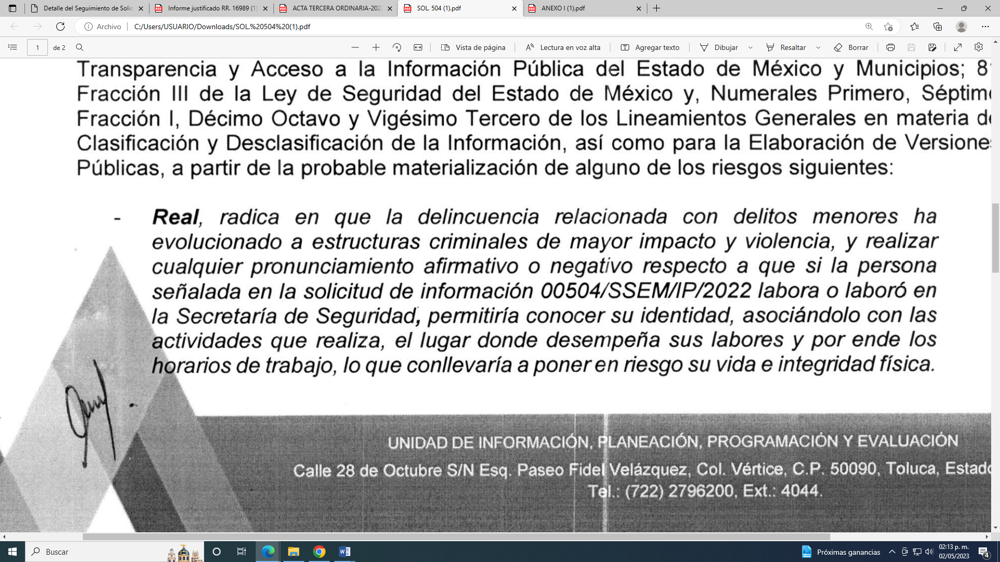 Detalle del Seguimiento de Solic
Informe justificado RR. 16989 (1)
ACTA TERCERA ORDINARIA-202
SOL. 504 (1).pdf
ANEXO I (1).pdf
Archivo
C:/Users/USUARIO/Downloads/SOL.%20504%20(1).pdf
1 de 2
Vista de página
Lectura en voz alta
Agregar texto
Dibujar
Resaltar
Borrar
Transparencia y Acceso a la Información Pública del Estado de México y Municipios; 8
Fracción III de la Ley de Seguridad del Estado de México y, Numerales Primero, Séptimo
Fracción I, Décimo Octavo y Vigésimo Tercero de los Lineamientos Generales en materia de
Clasificación y Desclasificación de la Información, así como para la Elaboración de Versiones
Públicas, a partir de la probable materialización de alguno de los riesgos siguientes:
- Real, radica en que la delincuencia relacionada con delitos menores ha
evolucionado a estructuras criminales de mayor impacto y violencia, y realizar
cualquier pronunciamiento afirmativo o negativo respecto a que si la persona
señalada en la solicitud de información 00504/SSEM/IP/2022 labora o laboró en
la Secretaría de Seguridad, permitiría conocer su identidad, asociándolo con las
actividades que realiza, el lugar donde desempeña sus labores y por ende los
horarios de trabajo, lo que conllevaría a poner en riesgo su vida e integridad física.
UNIDAD DE INFORMACIÓN, PLANEACIÓN, PROGRAMACIÓN Y EVALUACIÓN
Calle 28 de Octubre S/N Esq. Paseo Fidel Velázquez, Col. Vértice, C.P. 50090, Toluca, Estado
Tel.: (722) 2796200, Ext.: 4044.
Buscar
Próximas ganancias
02:13 p. m.
02/05/2023
4